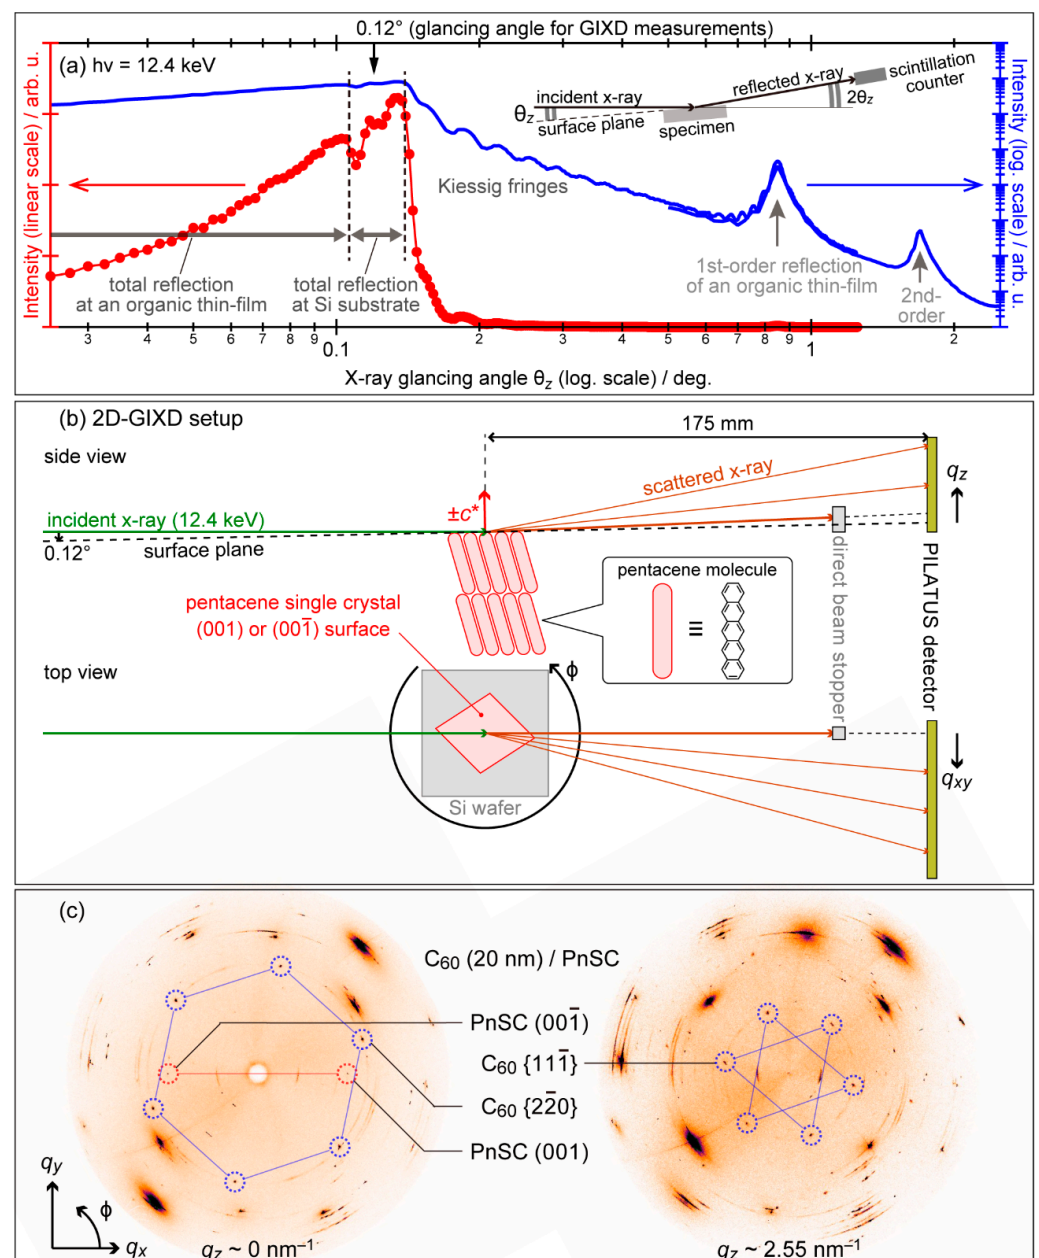 0.12° (glancing angle for GIXD measurements)
(a) hν = 12.4 keV
incident x-ray
reflected x-ray
scintillation
counter
θz
surface plane
specimen
2θz
Intensity (linear scale) / arb. u.
Intensity (log. scale) / arb. u.
Kiessig fringes
total reflection
at an organic thin-film
total reflection
at Si substrate
1st-order reflection
of an organic thin-film
2nd-
order
3 4 5 6 7 8 9 0.1 2 3 4 5 6 7 8 9 1 2
X-ray glancing angle θz (log. scale) / deg.
(b) 2D-GIXD setup
side view
175 mm
scattered x-ray
qz
±c*
incident x-ray (12.4 keV)
0.12°
surface plane
pentacene molecule
≡
pentacene single crystal
(001) or (001̄) surface
direct beam stopper
PILATUS detector
top view
ϕ
qxy
Si wafer
(c)
C60 (20 nm) / PnSC
PnSC (001̄)
C60 {111̄}
C60 {22̄0}
PnSC (001)
qy
ϕ
qx
qz ~ 0 nm⁻¹
qz ~ 2.55 nm⁻¹